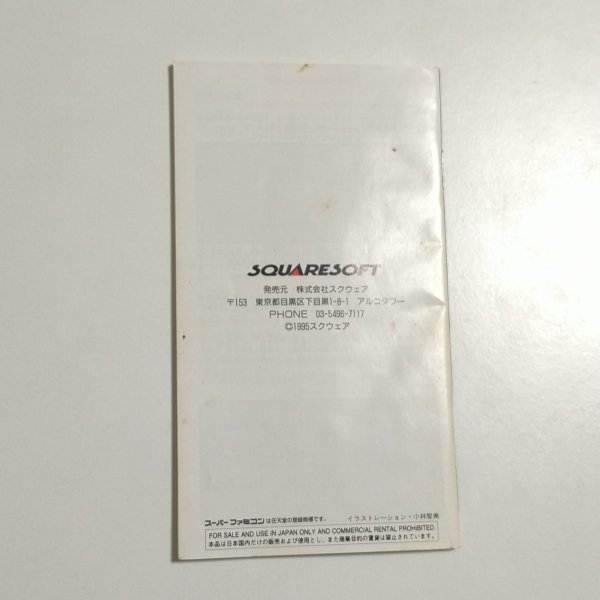 SQUARESOFT
発売元 株式会社スクウェア
〒153 東京都目黒区下目黒1-8-1 アルコタワー
PHONE 03-5496-7117
©1995スクウェア
スーパーファミコンは任天堂の登録商標です。 イラストレーション・小林智美
FOR SALE AND USE IN JAPAN ONLY AND COMMERCIAL RENTAL PROHIBITED.
本品は日本国内だけの販売および使用とし、また商業目的の賃貸は禁止されています。